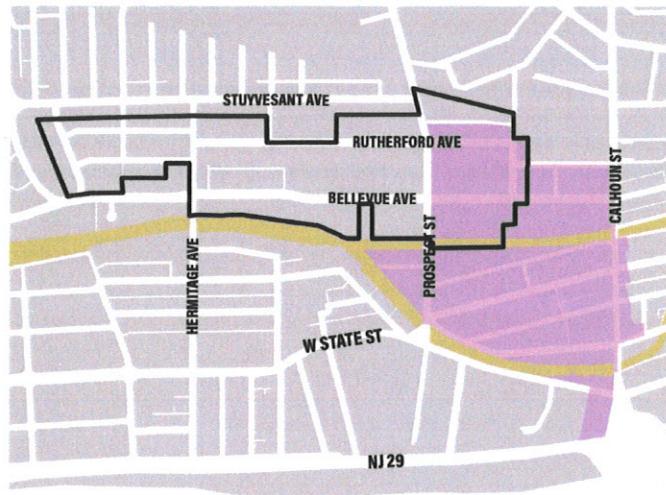 STUYVESANT AVE
RUTHERFORD AVE
BELLEVUE AVE
CALHOUN ST
PROSPECT ST
HERMITAGE AVE
W STATE ST
NJ 29